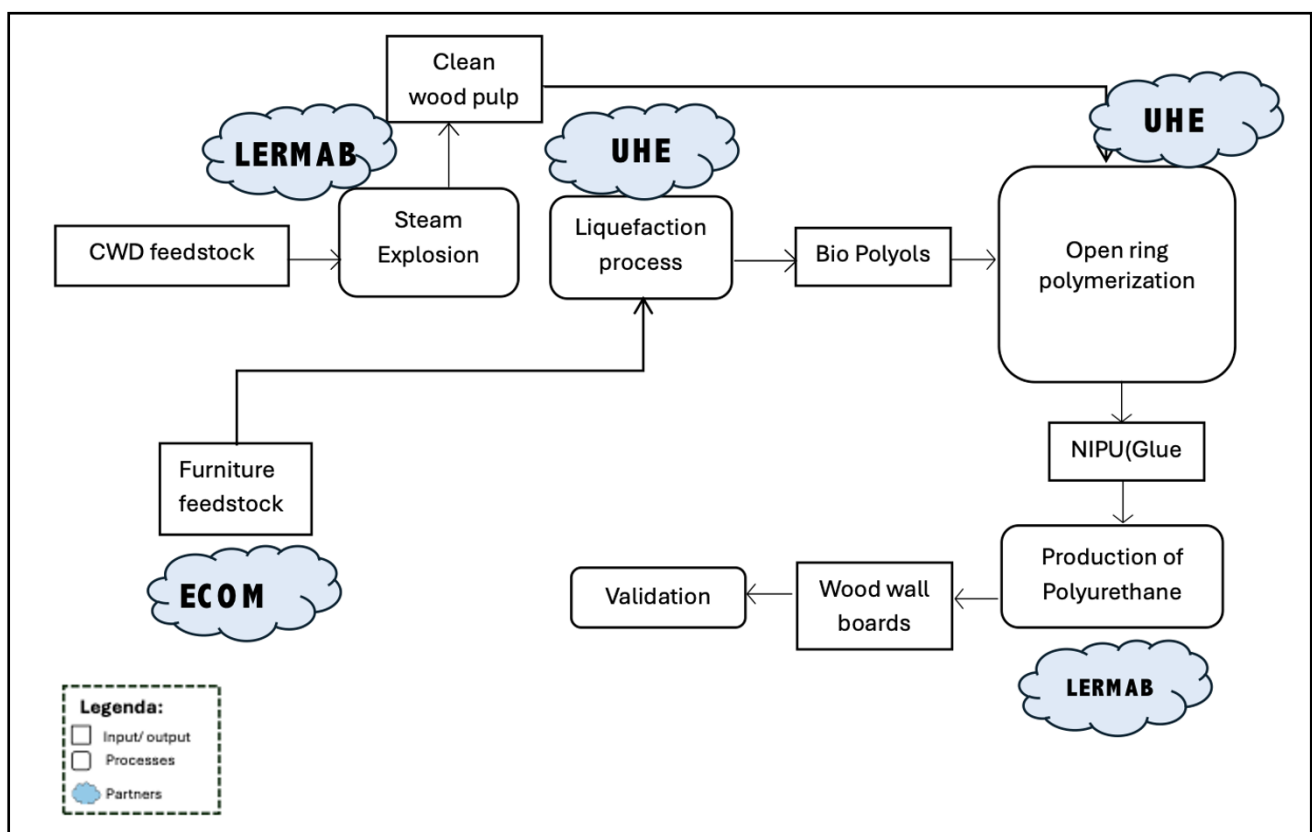 Clean
wood pulp
LERMAB
UHE
UHE
CWD feedstock
Steam
Explosion
Liquefaction
process
Bio Polyols
Open ring
polymerization
Furniture
feedstock
NIPU(Glue
ECOM
Validation
Wood wall
boards
Production of
Polyurethane
LERMAB
Legenda:
Input/ output
Processes
Partners